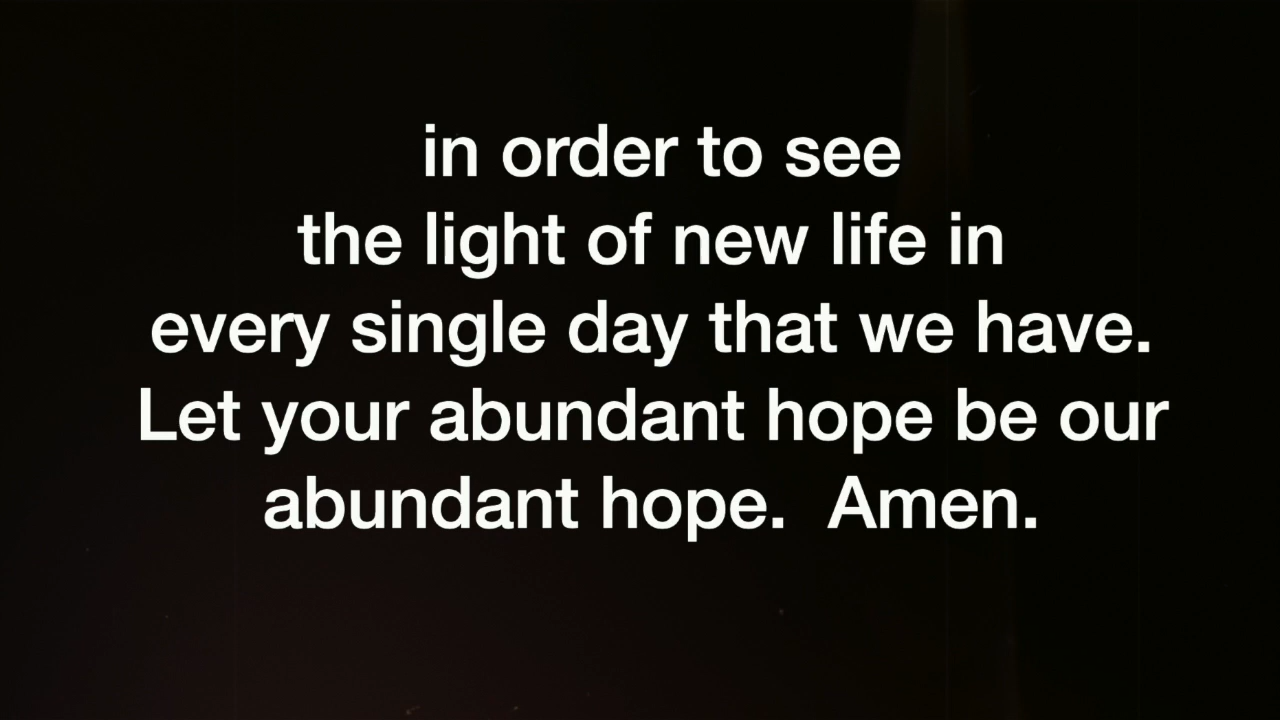 in order to see
the light of new life in
every single day that we have.
Let your abundant hope be our
abundant hope.  Amen.